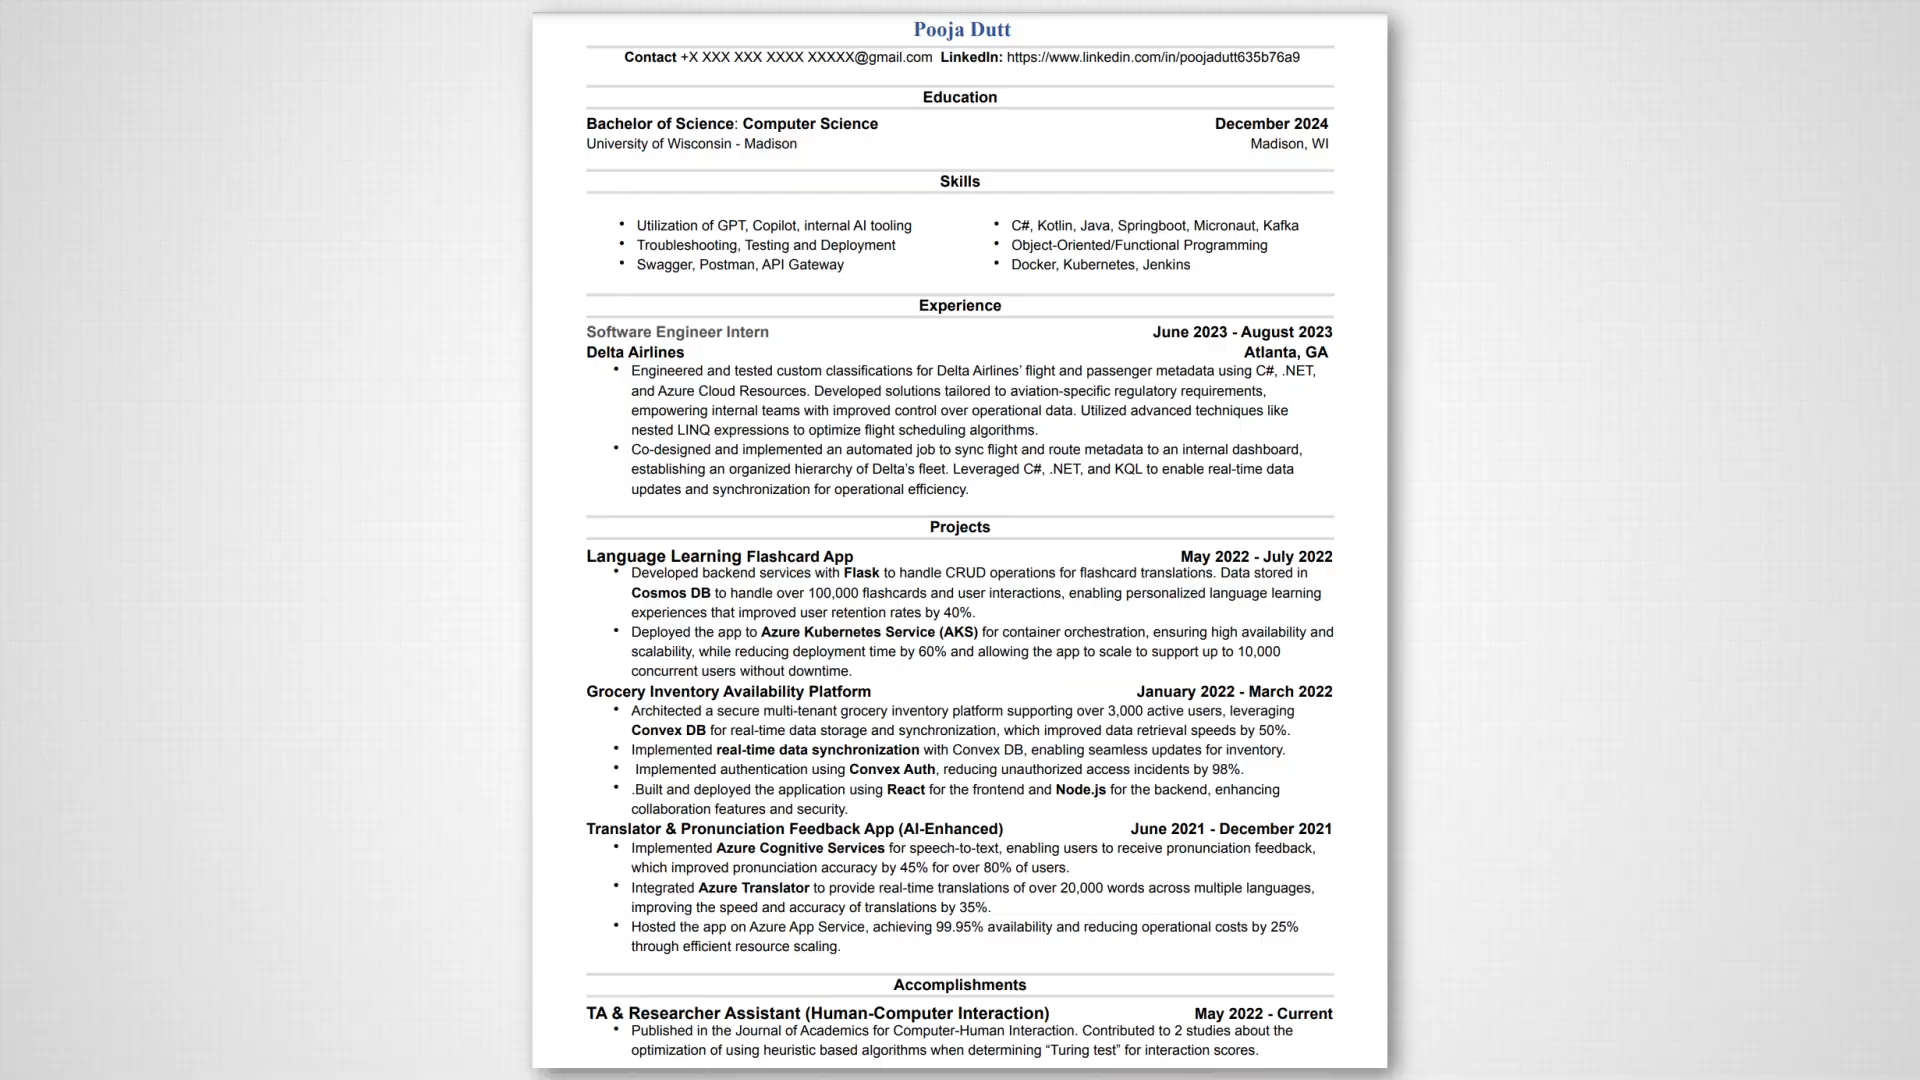 Pooja Dutt
Contact +X XXX XXX XXXX XXXXX@gmail.com LinkedIn: https://www.linkedin.com/in/poojadutt635b76a9
Education
Bachelor of Science: Computer Science December 2024
University of Wisconsin - Madison Madison, WI
Skills
• Utilization of GPT, Copilot, internal AI tooling
• Troubleshooting, Testing and Deployment
• Swagger, Postman, API Gateway
• C#, Kotlin, Java, Springboot, Micronaut, Kafka
• Object-Oriented/Functional Programming
• Docker, Kubernetes, Jenkins
Experience
Software Engineer Intern June 2023 - August 2023
Delta Airlines Atlanta, GA
• Engineered and tested custom classifications for Delta Airlines’ flight and passenger metadata using C#, .NET,
and Azure Cloud Resources. Developed solutions tailored to aviation-specific regulatory requirements,
empowering internal teams with improved control over operational data. Utilized advanced techniques like
nested LINQ expressions to optimize flight scheduling algorithms.
• Co-designed and implemented an automated job to sync flight and route metadata to an internal dashboard,
establishing an organized hierarchy of Delta’s fleet. Leveraged C#, .NET, and KQL to enable real-time data
updates and synchronization for operational efficiency.
Projects
Language Learning Flashcard App May 2022 - July 2022
• Developed backend services with Flask to handle CRUD operations for flashcard translations. Data stored in
Cosmos DB to handle over 100,000 flashcards and user interactions, enabling personalized language learning
experiences that improved user retention rates by 40%.
• Deployed the app to Azure Kubernetes Service (AKS) for container orchestration, ensuring high availability and
scalability, while reducing deployment time by 60% and allowing the app to scale to support up to 10,000
concurrent users without downtime.
Grocery Inventory Availability Platform January 2022 - March 2022
• Architected a secure multi-tenant grocery inventory platform supporting over 3,000 active users, leveraging
Convex DB for real-time data storage and synchronization, which improved data retrieval speeds by 50%.
• Implemented real-time data synchronization with Convex DB, enabling seamless updates for inventory.
• Implemented authentication using Convex Auth, reducing unauthorized access incidents by 98%.
• .Built and deployed the application using React for the frontend and Node.js for the backend, enhancing
collaboration features and security.
Translator & Pronunciation Feedback App (AI-Enhanced) June 2021 - December 2021
• Implemented Azure Cognitive Services for speech-to-text, enabling users to receive pronunciation feedback,
which improved pronunciation accuracy by 45% for over 80% of users.
• Integrated Azure Translator to provide real-time translations of over 20,000 words across multiple languages,
improving the speed and accuracy of translations by 35%.
• Hosted the app on Azure App Service, achieving 99.95% availability and reducing operational costs by 25%
through efficient resource scaling.
Accomplishments
TA & Researcher Assistant (Human-Computer Interaction) May 2022 - Current
• Published in the Journal of Academics for Computer-Human Interaction. Contributed to 2 studies about the
optimization of using heuristic based algorithms when determining “Turing test” for interaction scores.